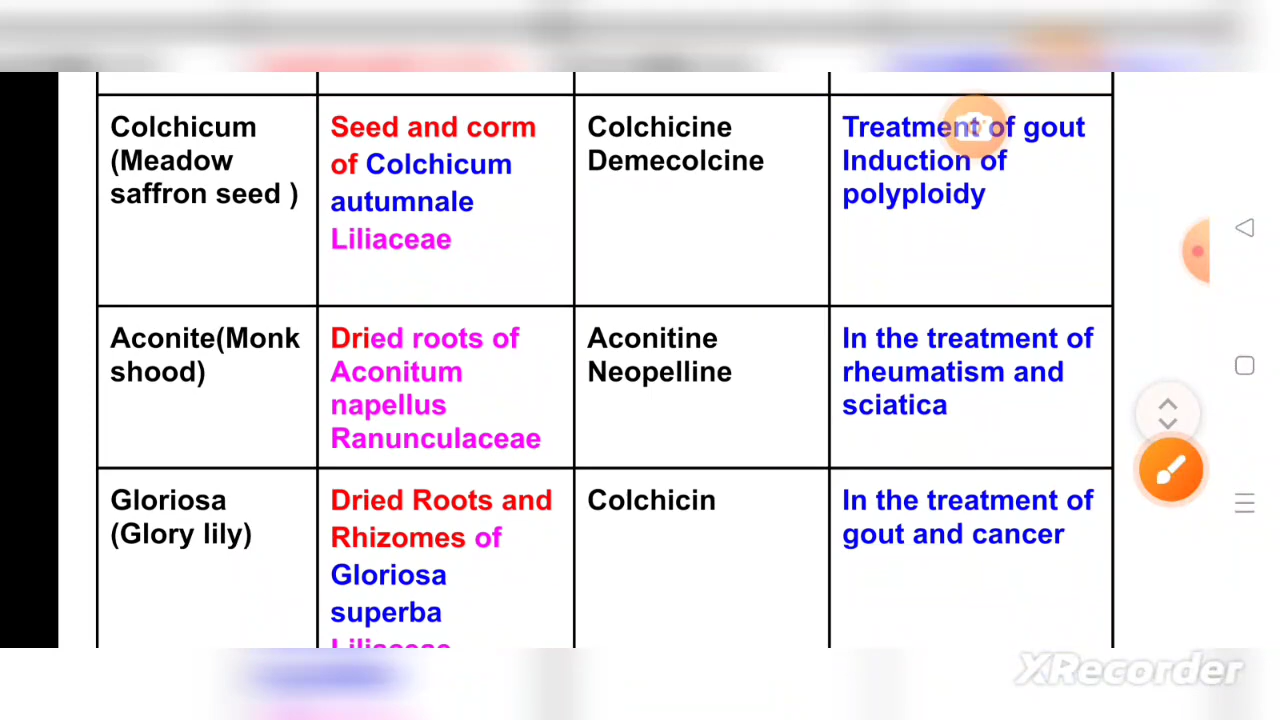 Colchicum
(Meadow
saffron seed )
Seed and corm
of Colchicum
autumnale
Liliaceae
Colchicine
Demecolcine
Treatment of gout
Induction of
polyploidy
Aconite(Monk
shood)
Dried roots of
Aconitum
napellus
Ranunculaceae
Aconitine
Neopelline
In the treatment of
rheumatism and
sciatica
Gloriosa
(Glory lily)
Dried Roots and
Rhizomes of
Gloriosa
superba
Liliaceae
Colchicin
In the treatment of
gout and cancer
XRecorder